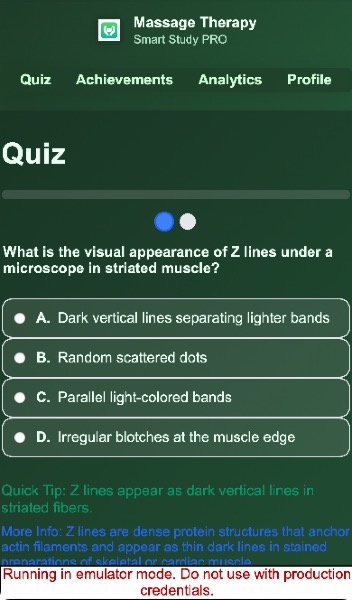 Massage Therapy
Smart Study PRO
Quiz Achievements Analytics Profile
Quiz
What is the visual appearance of Z lines under a
microscope in striated muscle?
A. Dark vertical lines separating lighter bands
B. Random scattered dots
C. Parallel light-colored bands
D. Irregular blotches at the muscle edge
Quick Tip: Z lines appear as dark vertical lines in
striated fibers.
More Info: Z lines are dense protein structures that anchor
actin filaments and appear as thin dark lines in stained
preparations of skeletal or cardiac muscle.
Running in emulator mode. Do not use with production
credentials.